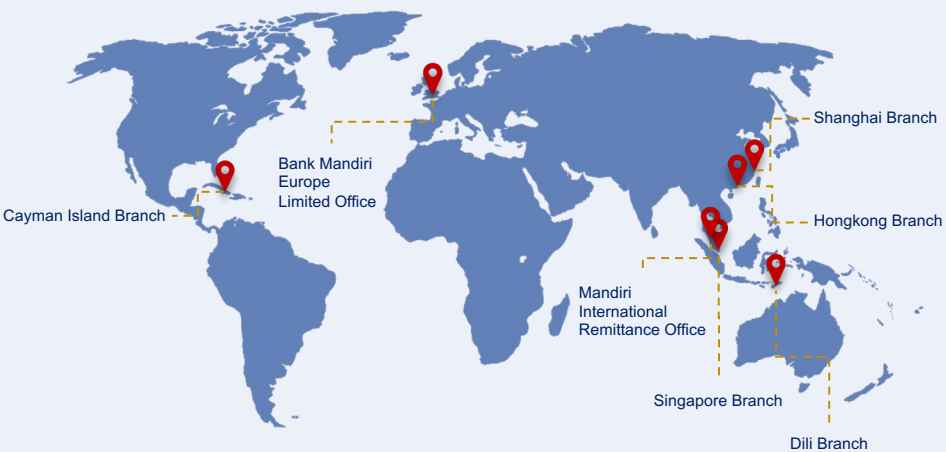 Shanghai Branch
Bank Mandiri
Europe
Limited Office
Cayman Island Branch
Hongkong Branch
Mandiri
International
Remittance Office
Singapore Branch
Dili Branch